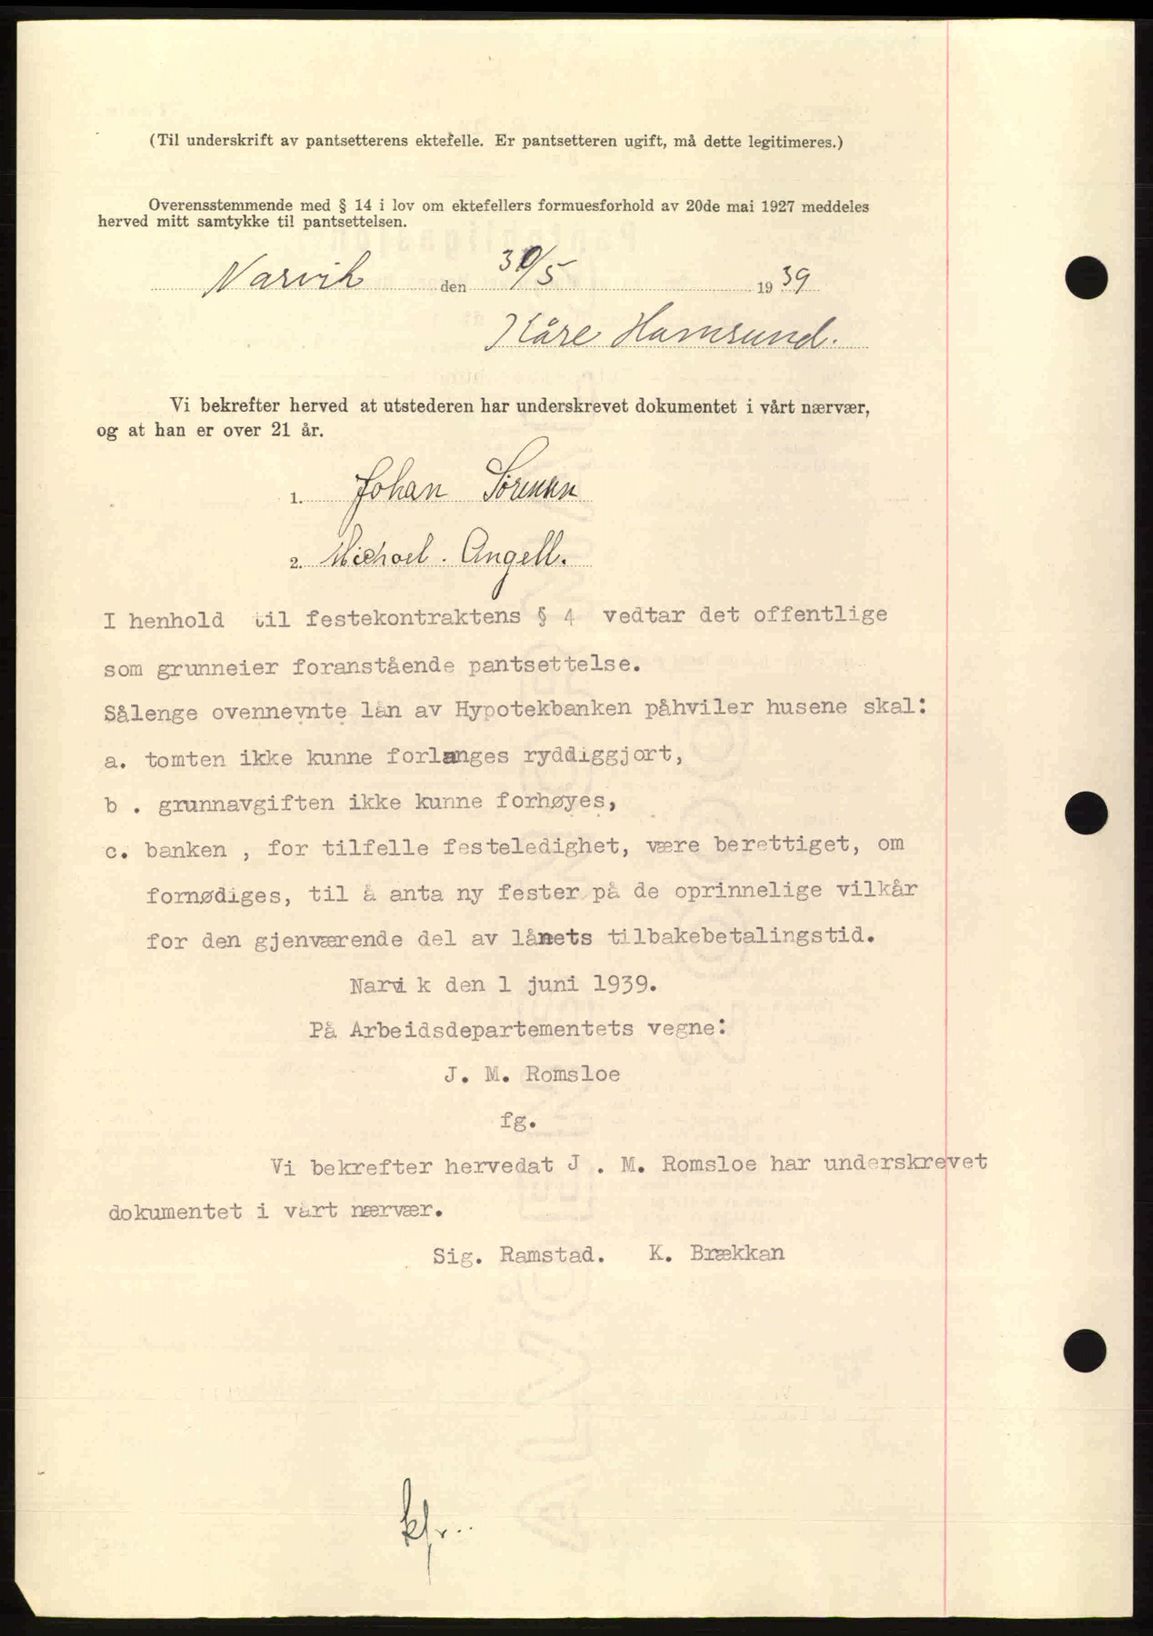 (Til underskrift av pantsetterens ektefelle. Er pantsetteren ugift, må dette legitimeres.)
Overensstemmende med § 14 i lov om ektefellers formuesforhold av 20de mai 1927 meddeles
herved mitt samtykke til pantsettelsen.
Narvik den 30/5 1939
Kåre Hamsund.
Vi bekrefter herved at utstederen har underskrevet dokumentet i vårt nærvær,
og at han er over 21 år.
1. Johan Sørensen
2. Michael. Angell.
I henhold til festekontraktens § 4 vedtar det offentlige
som grunneier foranstående pantsettelse.
Sålenge ovennevnte lån av Hypotekbanken påhviler husene skal:
a. tomten ikke kunne forlanges ryddiggjort,
b . grunnavgiften ikke kunne forhøyes,
c. banken , for tilfelle festeledighet, være berettiget, om
fornødiges, til å anta ny fester på de oprinnelige vilkår
for den gjenværende del av lånets tilbakebetalingstid.
Narvi k den 1 juni 1939.
På Arbeidsdepartementets vegne:
J. M. Romsloe
fg.
Vi bekrefter hervedat J . M. Romsloe har underskrevet
dokumentet i vårt nærvær.
Sig. Ramstad. K. Brækkan